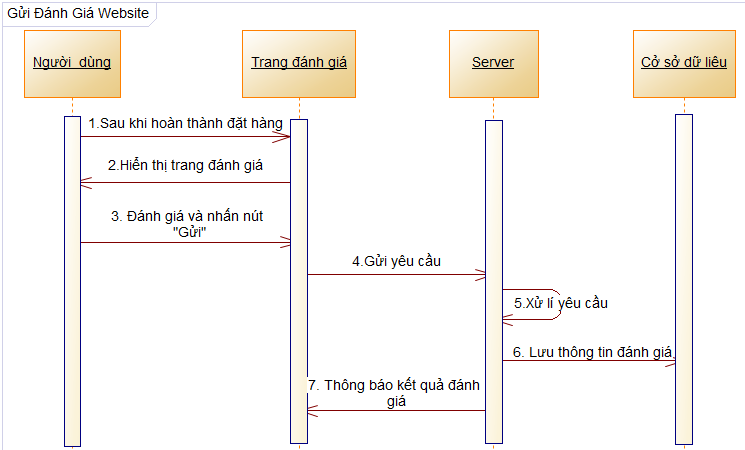 Gửi Đánh Giá Website
Người dùng
Trang đánh giá
Server
Cở sở dữ liêu
1.Sau khi hoàn thành đặt hàng
2.Hiển thị trang đánh giá
3. Đánh giá và nhấn nút
"Gửi"
4.Gửi yêu cầu
5.Xử lí yêu cầu
6. Lưu thông tin đánh giá,
7. Thông báo kết quả đánh
giá